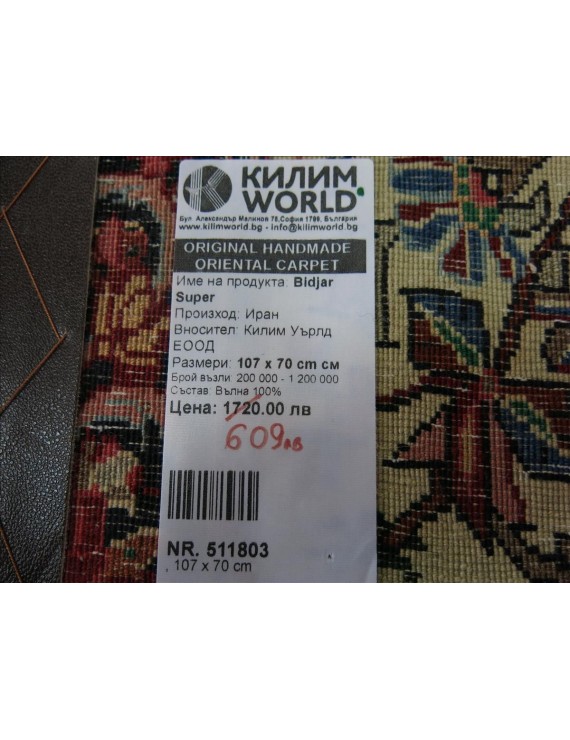 КИЛИМ
WORLD
Бул. Александър Малинов 78,София 1799, България
www.kilimworld.bg • info@kilimworld.bg
ORIGINAL HANDMADE
ORIENTAL CARPET
Име на продукта: Bidjar
Super
Произход: Иран
Вносител: Килим Уърлд
ЕООД
Размери: 107 x 70 cm см
Брой възли: 200 000 - 1 200 000
Състав: Вълна 100%
Цена: 1720.00 лв
609лв
NR. 511803
107 x 70 cm